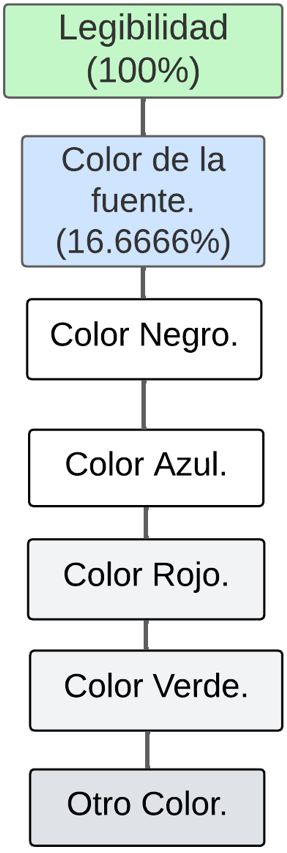 Legibilidad
(100%)
Color de la
fuente.
(16.6666%)
Color Negro.
Color Azul.
Color Rojo.
Color Verde.
Otro Color.